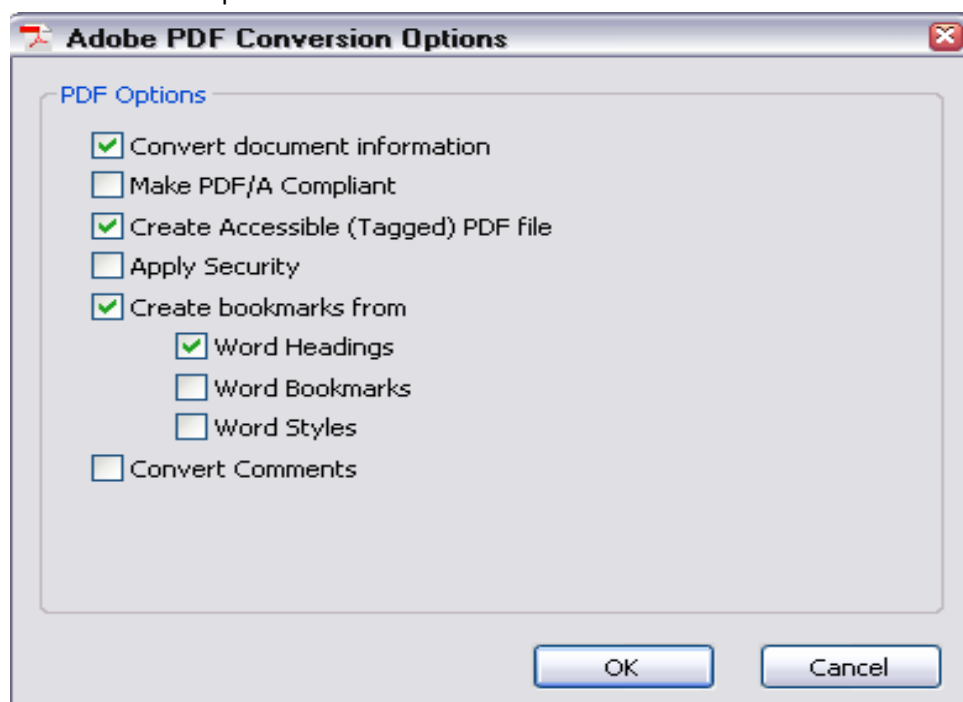 Adobe PDF Conversion Options
PDF Options
Convert document information
Make PDF/A Compliant
Create Accessible (Tagged) PDF file
Apply Security
Create bookmarks from
Word Headings
Word Bookmarks
Word Styles
Convert Comments
OK Cancel